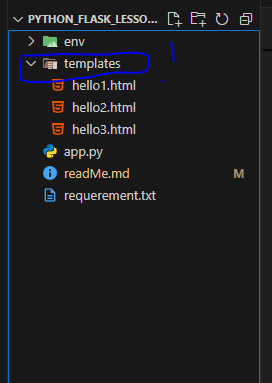 PYTHON_FLASK_LESSO...
env
templates
hello1.html
hello2.html
hello3.html
app.py
readMe.md M
requerement.txt